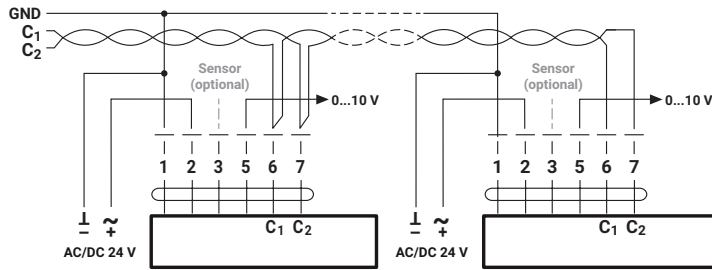 GND
C1
C2
Sensor
(optional)
0...10 V
Sensor
(optional)
0...10 V
1 2 3 5 6 7
1 2 3 5 6 7
C1 C2
C1 C2
⊥ ~
− +
AC/DC 24 V
⊥ ~
− +
AC/DC 24 V